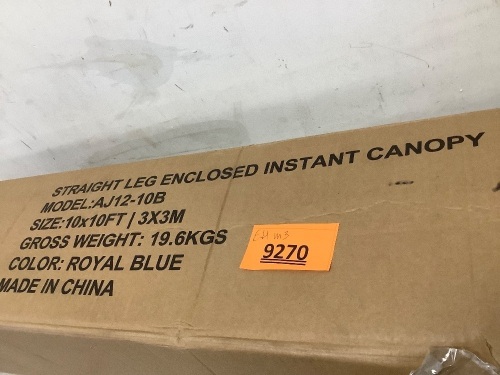 STRAIGHT LEG ENCLOSED INSTANT CANOPY
MODEL:AJ12-10B
SIZE:10x10FT / 3X3M
GROSS WEIGHT: 19.6KGS
COLOR: ROYAL BLUE
MADE IN CHINA
9270